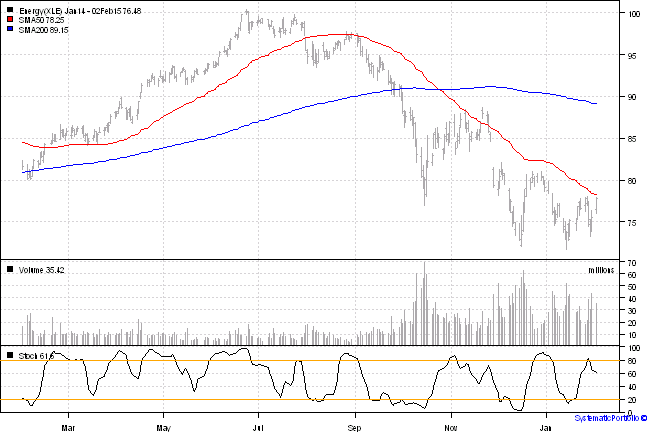 Energy(XLE) Jan14 - 02Feb15 76.48
SMA50 78.25
SMA200 89.15
100
95
90
85
80
75
Volume 35.42
millions
70
60
50
40
30
20
10
Stoch 61.6
100
80
60
40
20
0
Mar
May
Jul
Sep
Nov
Jan
SystematicPortfolio ©